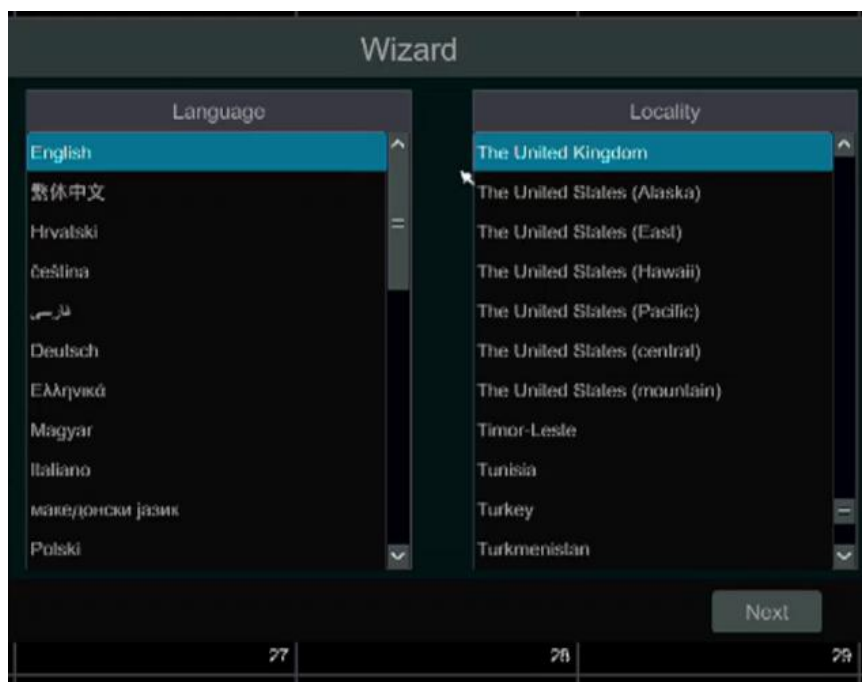 Wizard
Language
English
繁体中文
Hrvatski
čeština
فارسی
Deutsch
Ελληνικά
Magyar
Italiano
македонски јазик
Polski
Locality
The United Kingdom
The United States (Alaska)
The United States (East)
The United States (Hawaii)
The United States (Pacific)
The United States (central)
The United States (mountain)
Timor-Leste
Tunisia
Turkey
Turkmenistan
Next
27
28
29